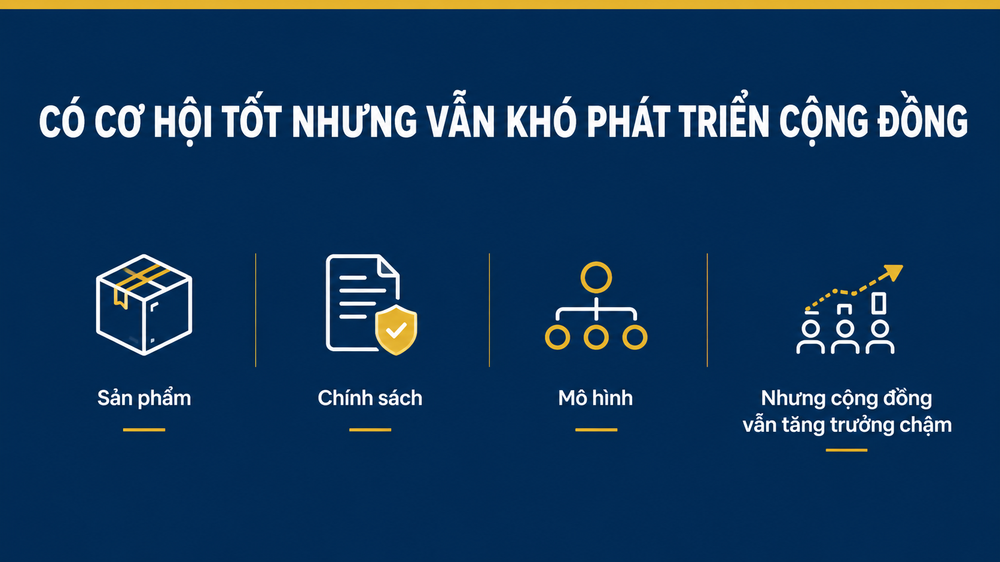 CÓ CƠ HỘI TỐT NHƯNG VẪN KHÓ PHÁT TRIỂN CỘNG ĐỒNG
Sản phẩm
Chính sách
Mô hình
Nhưng cộng đồng
vẫn tăng trưởng chậm